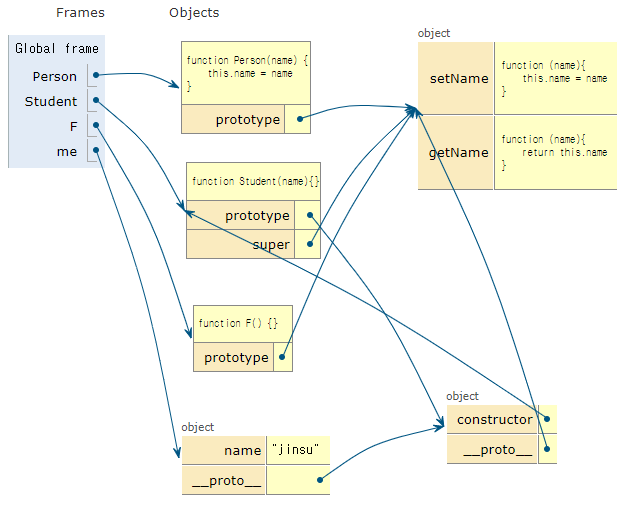 Frames
Objects
Global frame
Person
Student
F
me
function Person(name) {
this.name = name
}
prototype
function Student(name){}
prototype
super
function F() {}
prototype
object
name "jinsu"
__proto__
object
setName
function (name){
this.name = name
}
getName
function (name){
return this.name
}
object
constructor
__proto__